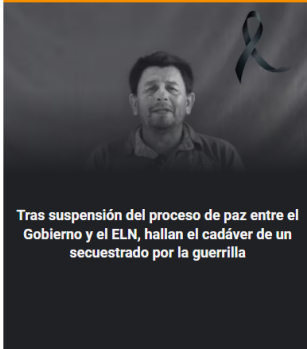 Tras suspensión del proceso de paz entre el
Gobierno y el ELN, hallan el cadáver de un
secuestrado por la guerrilla